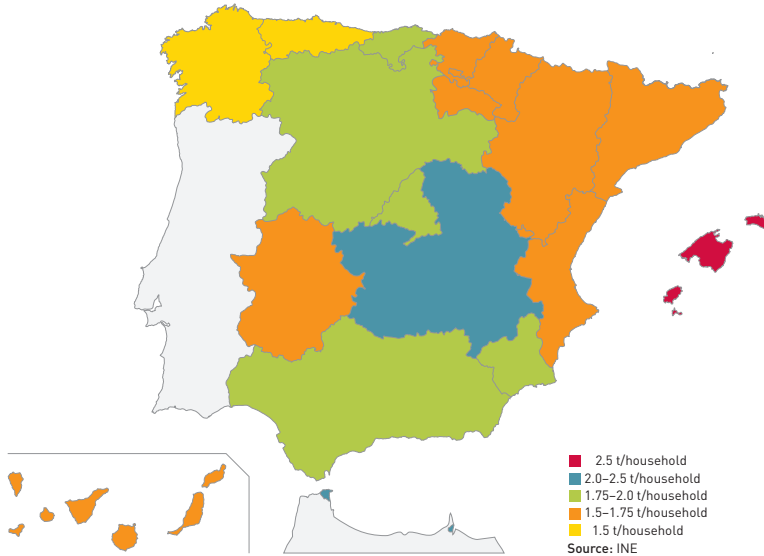 2.5 t/household
2.0–2.5 t/household
1.75–2.0 t/household
1.5–1.75 t/household
1.5 t/household
Source: INE